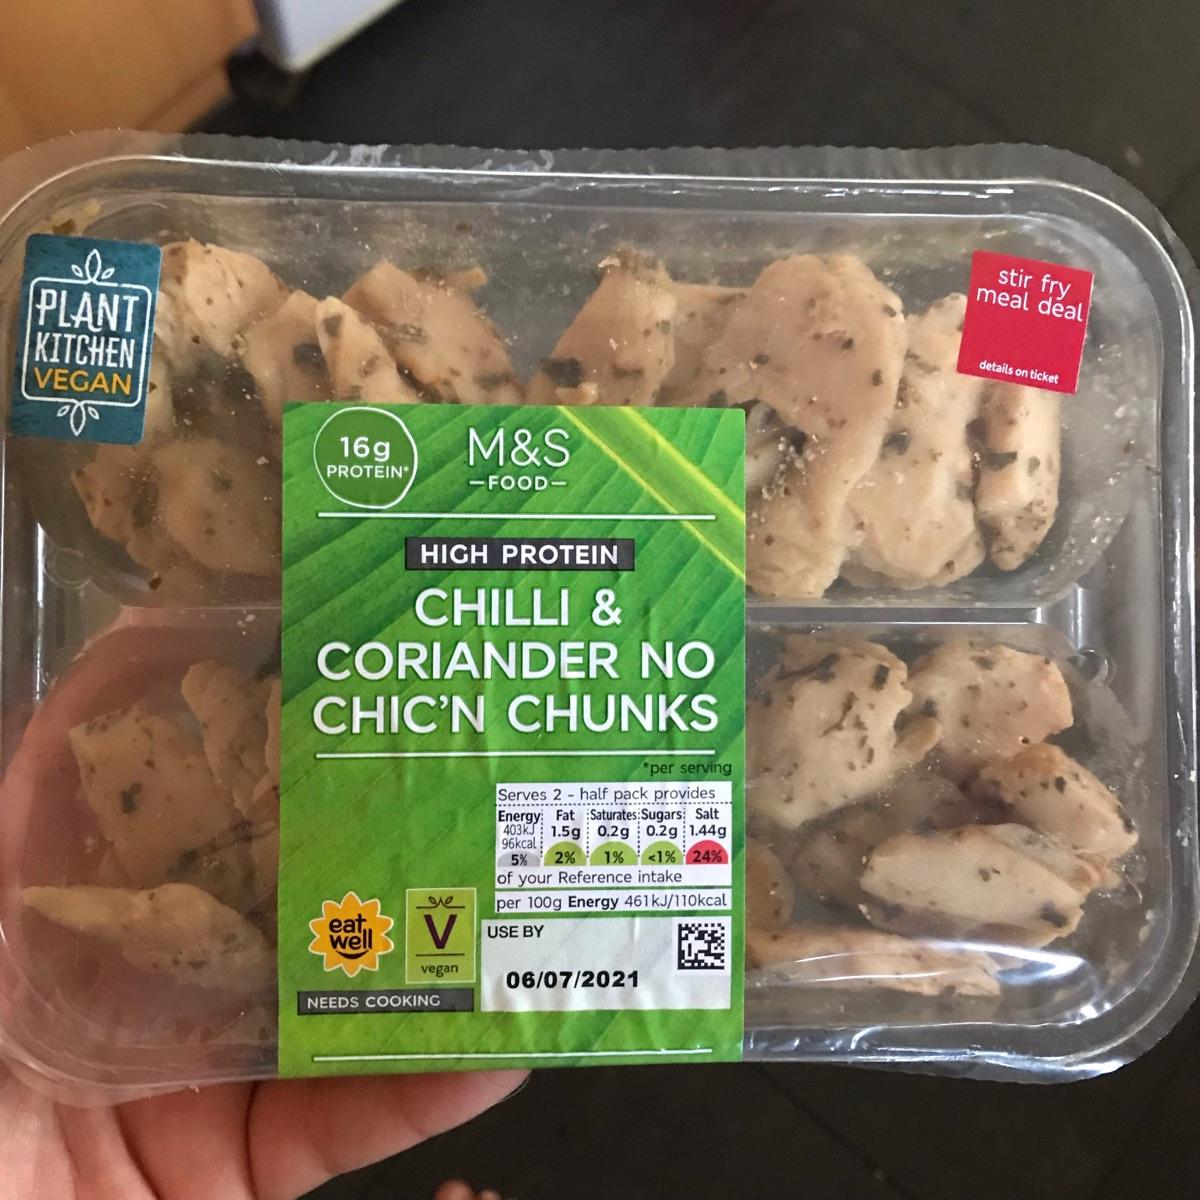 PLANT
KITCHEN
VEGAN
stir fry
meal deal
details on ticket
16g
PROTEIN*
M&S
FOOD
HIGH PROTEIN
CHILLI &
CORIANDER NO
CHIC'N CHUNKS
*per serving
Serves 2 - half pack provides
Energy Fat Saturates Sugars Salt
403kJ 1.5g 0.2g 0.2g 1.44g
96kcal
5% 2% 1% <1% 24%
of your Reference intake
per 100g Energy 461kJ/110kcal
eat
well
V
vegan
NEEDS COOKING
USE BY
06/07/2021